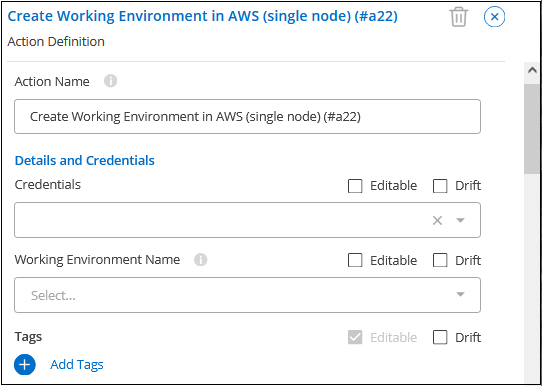 Create Working Environment in AWS (single node) (#a22)
Action Definition
Action Name
Create Working Environment in AWS (single node) (#a22)
Details and Credentials
Credentials Editable Drift
Working Environment Name Editable Drift
Select...
Tags Editable Drift
Add Tags